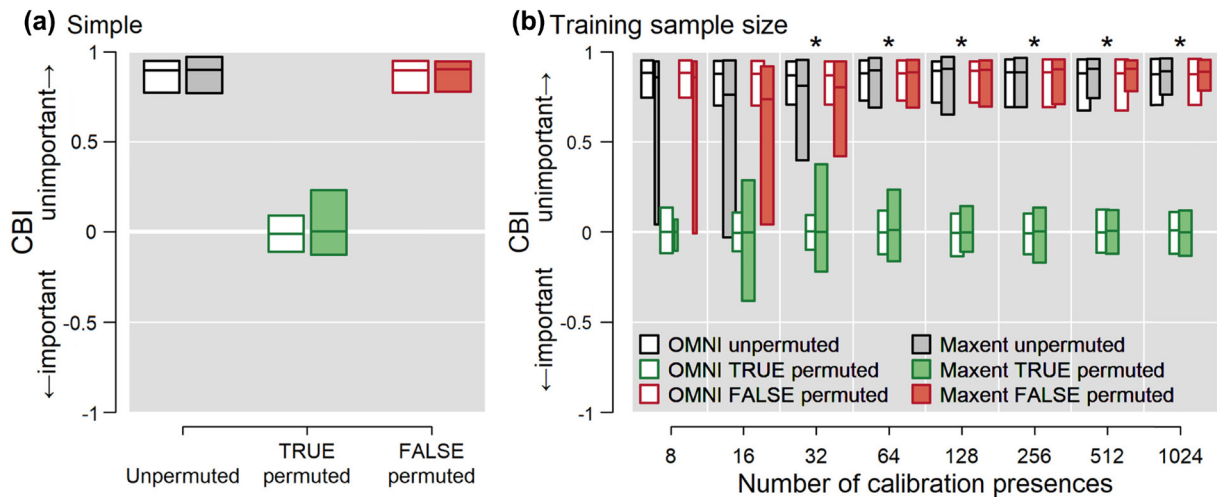 (a) Simple
CBI
←important unimportant→
1
0.5
0
-0.5
-1
Unpermuted
TRUE
permuted
FALSE
permuted
(b) Training sample size
CBI
←important unimportant→
1
0.5
0
-0.5
-1
* * * * * *
OMNI unpermuted
OMNI TRUE permuted
OMNI FALSE permuted
Maxent unpermuted
Maxent TRUE permuted
Maxent FALSE permuted
8 16 32 64 128 256 512 1024
Number of calibration presences